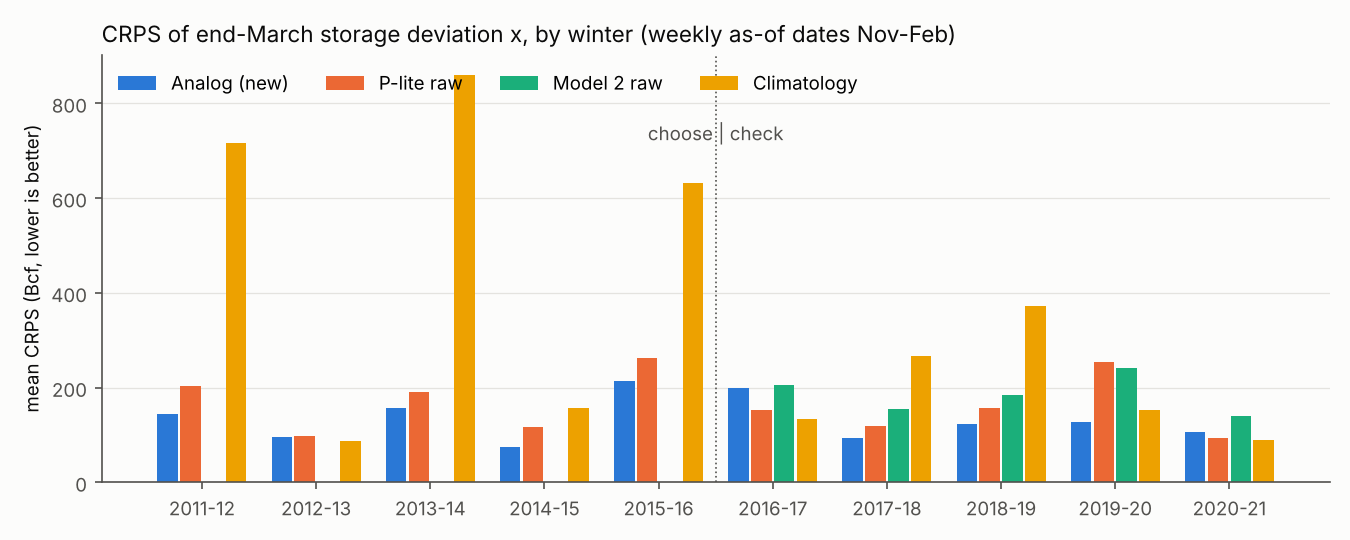 CRPS of end-March storage deviation x, by winter (weekly as-of dates Nov-Feb)
Analog (new) P-lite raw Model 2 raw Climatology
choose | check
mean CRPS (Bcf, lower is better)
800
600
400
200
0
2011-12 2012-13 2013-14 2014-15 2015-16 2016-17 2017-18 2018-19 2019-20 2020-21